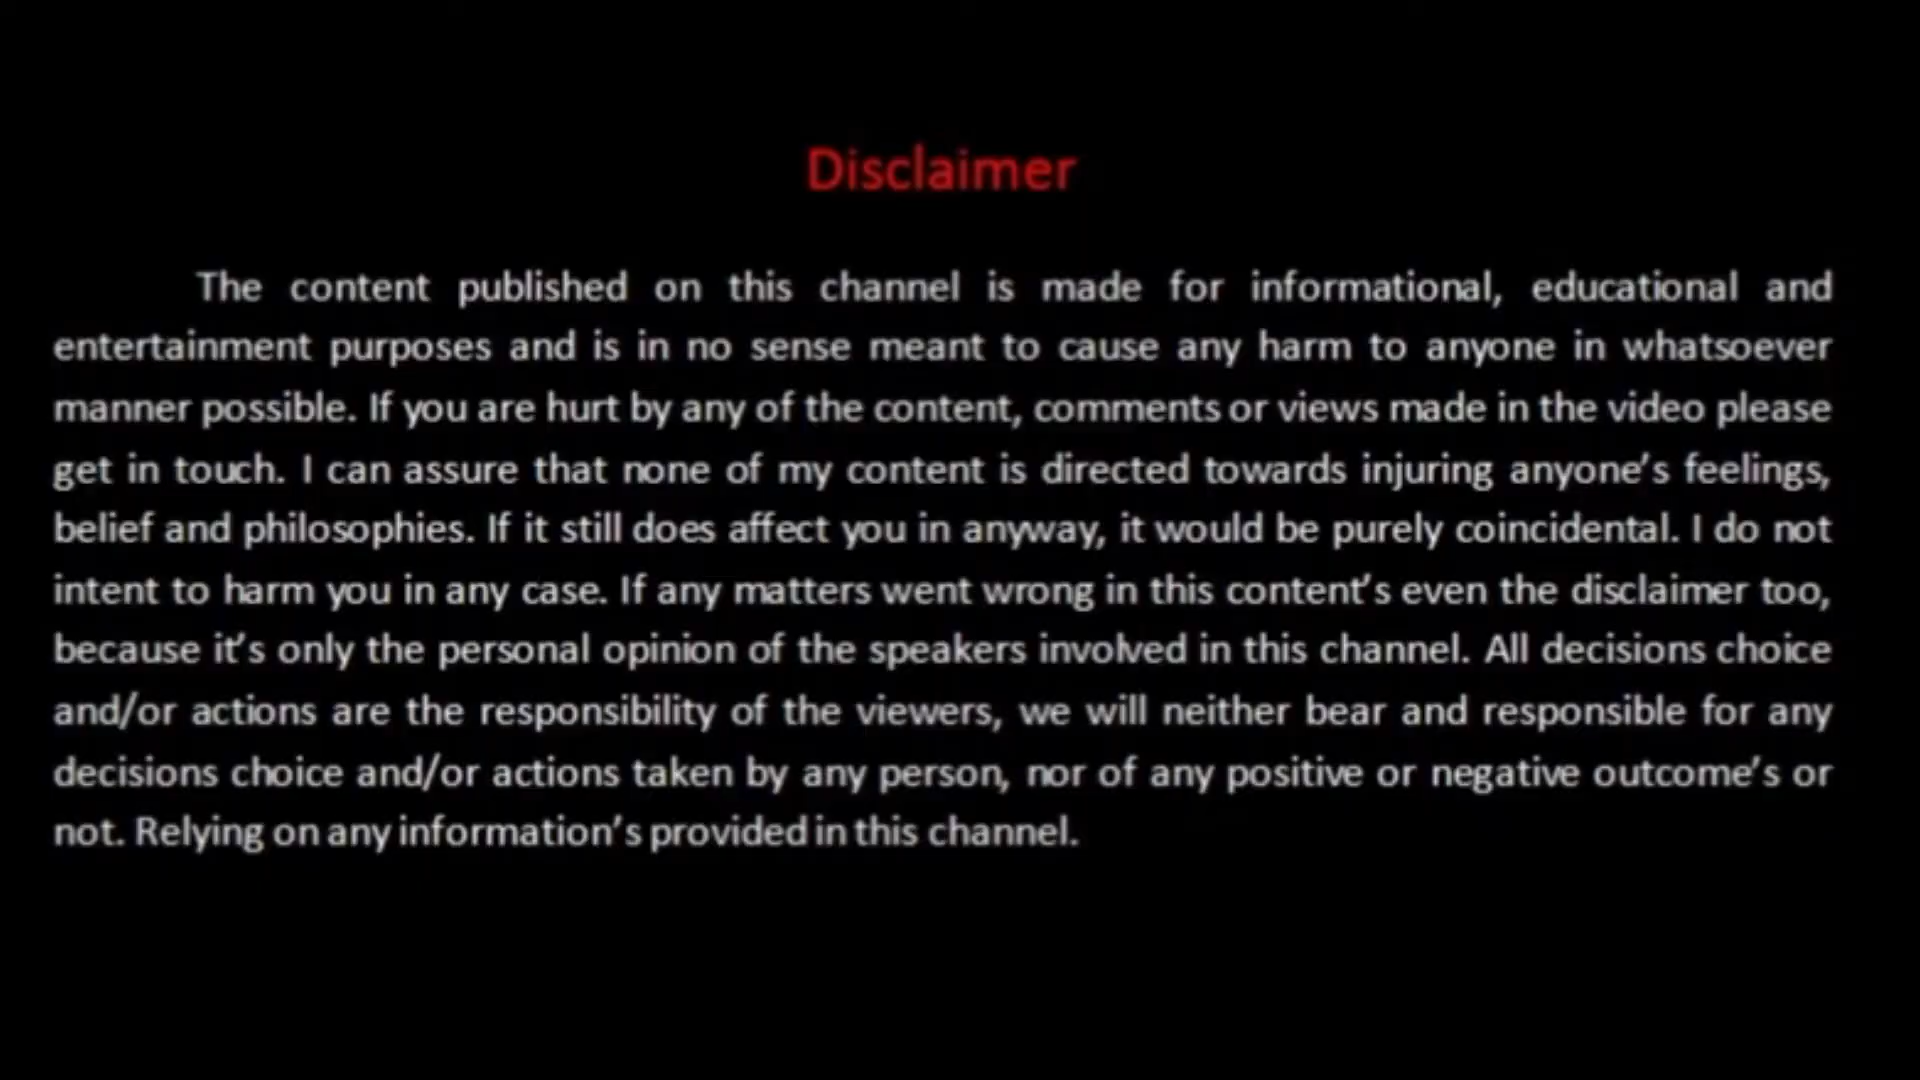 Disclaimer
The content published on this channel is made for informational, educational and
entertainment purposes and is in no sense meant to cause any harm to anyone in whatsoever
manner possible. If you are hurt by any of the content, comments or views made in the video please
get in touch. I can assure that none of my content is directed towards injuring anyone’s feelings,
belief and philosophies. If it still does affect you in anyway, it would be purely coincidental. I do not
intent to harm you in any case. If any matters went wrong in this content’s even the disclaimer too,
because it’s only the personal opinion of the speakers involved in this channel. All decisions choice
and/or actions are the responsibility of the viewers, we will neither bear and responsible for any
decisions choice and/or actions taken by any person, nor of any positive or negative outcome’s or
not. Relying on any information’s provided in this channel.